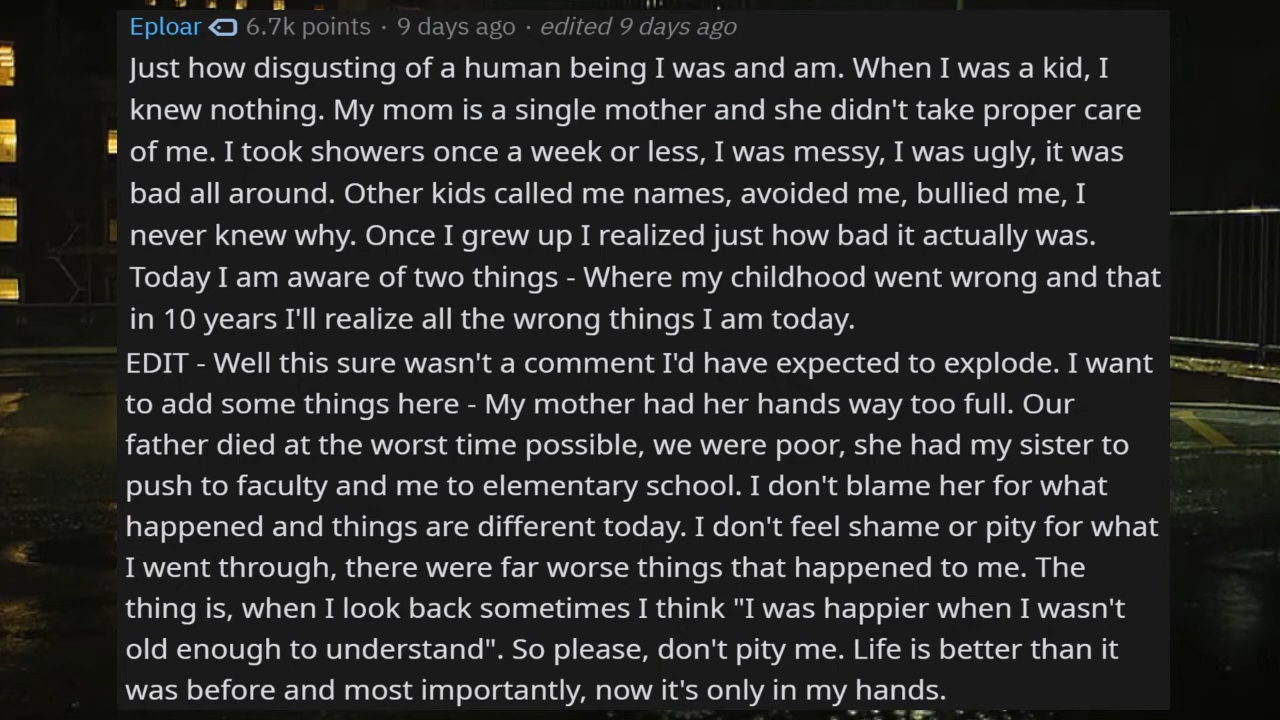 Eploar 6.7k points · 9 days ago · edited 9 days ago
Just how disgusting of a human being I was and am. When I was a kid, I
knew nothing. My mom is a single mother and she didn't take proper care
of me. I took showers once a week or less, I was messy, I was ugly, it was
bad all around. Other kids called me names, avoided me, bullied me, I
never knew why. Once I grew up I realized just how bad it actually was.
Today I am aware of two things - Where my childhood went wrong and that
in 10 years I'll realize all the wrong things I am today.
EDIT - Well this sure wasn't a comment I'd have expected to explode. I want
to add some things here - My mother had her hands way too full. Our
father died at the worst time possible, we were poor, she had my sister to
push to faculty and me to elementary school. I don't blame her for what
happened and things are different today. I don't feel shame or pity for what
I went through, there were far worse things that happened to me. The
thing is, when I look back sometimes I think "I was happier when I wasn't
old enough to understand". So please, don't pity me. Life is better than it
was before and most importantly, now it's only in my hands.